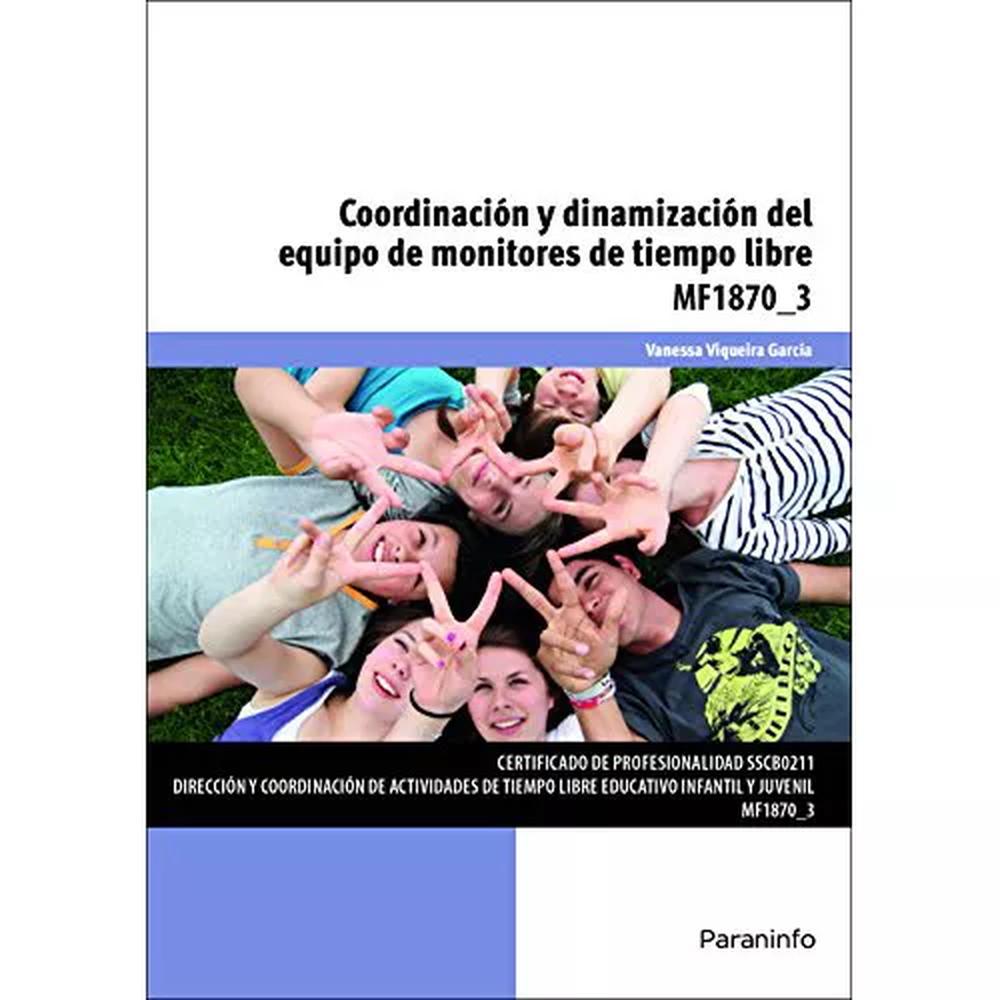 Coordinación y dinamización del
equipo de monitores de tiempo libre
MF1870_3
Vanessa Viqueira García
CERTIFICADO DE PROFESIONALIDAD SSCB0211
DIRECCIÓN Y COORDINACIÓN DE ACTIVIDADES DE TIEMPO LIBRE EDUCATIVO INFANTIL Y JUVENIL
MF1870_3
Paraninfo